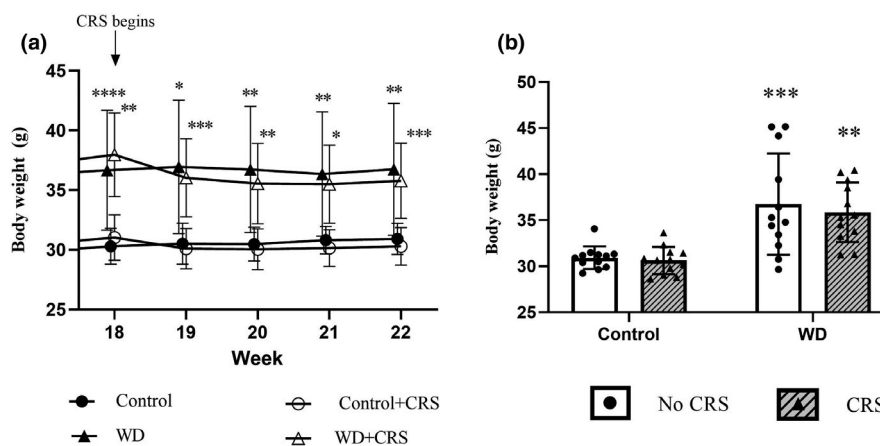 CRS begins
(a)
45
40
35
30
25
Body weight (g)
**** ** * *** ** ** ** * ** ***
18 19 20 21 22
Week
Control
Control+CRS
WD
WD+CRS
(b)
50
45
40
35
30
25
Body weight (g)
***
**
Control WD
No CRS
CRS